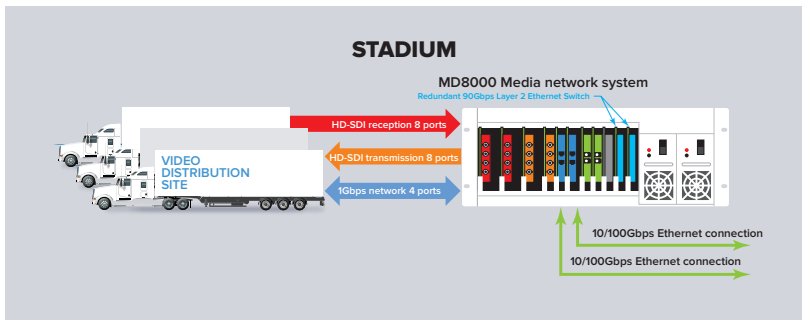 STADIUM
MD8000 Media network system
Redundant 90Gbps Layer 2 Ethernet Switch
HD-SDI reception 8 ports
HD-SDI transmission 8 ports
VIDEO
DISTRIBUTION
SITE
1Gbps network 4 ports
10/100Gbps Ethernet connection
10/100Gbps Ethernet connection